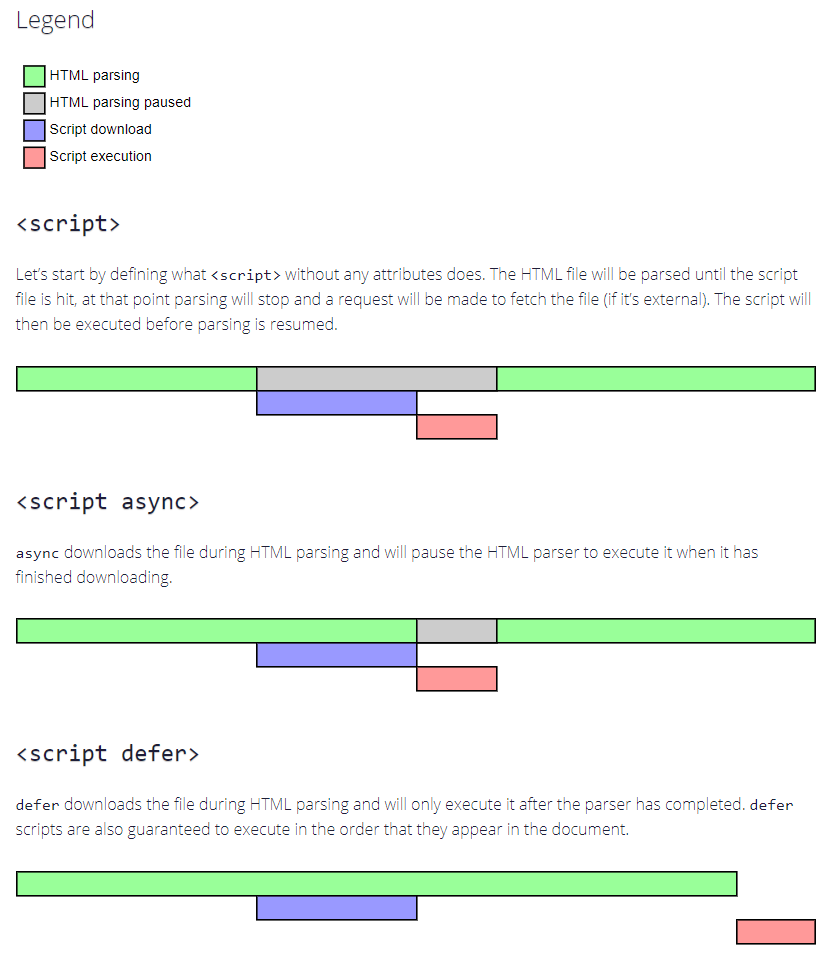 Legend
HTML parsing
HTML parsing paused
Script download
Script execution
<script>
Let’s start by defining what <script> without any attributes does. The HTML file will be parsed until the script
file is hit, at that point parsing will stop and a request will be made to fetch the file (if it’s external). The script will
then be executed before parsing is resumed.
<script async>
async downloads the file during HTML parsing and will pause the HTML parser to execute it when it has
finished downloading.
<script defer>
defer downloads the file during HTML parsing and will only execute it after the parser has completed. defer
scripts are also guaranteed to execute in the order that they appear in the document.